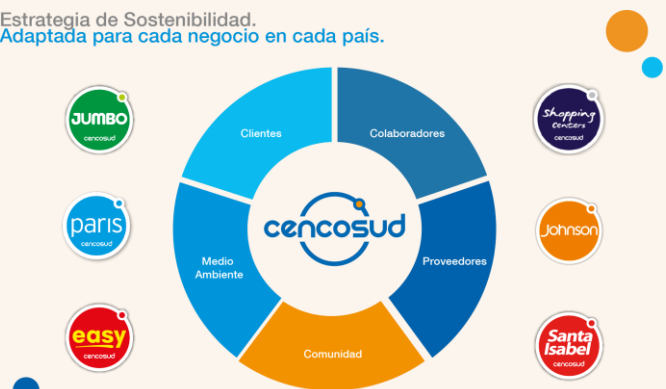 Estrategia de Sostenibilidad.
Adaptada para cada negocio en cada país.
JUMBO
cencosud
paris
cencosud
easy
cencosud
Clientes
Colaboradores
Medio
Ambiente
cencosud
Proveedores
Comunidad
Shopping
Centers
cencosud
Johnson
Santa
Isabel
cencosud